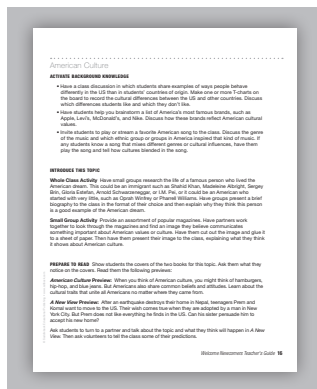 American Culture
ACTIVATE BACKGROUND KNOWLEDGE
• Have a class discussion in which students share examples of ways people behave
differently in the US than in students' countries of origin. Make one or more T-charts on
the board to record the cultural differences between the US and other countries. Discuss
which differences students like and which they don't like.
• Have students help you brainstorm a list of American's most famous brands, such as
Apple, Levi's, McDonald's, and Nike. Discuss how these brands reflect American cultural
values.
• Invite students to play or stream a favorite American song to the class. Discuss the genre
of the music and which ethnic group or groups in America inspired that kind of music. If
any students know a song that mixes different genres or cultural influences, have them
play the song and tell how cultures blended in the song.
INTRODUCE THIS TOPIC
Whole Class Activity Have small groups research the life of a famous person who lived the
American dream. This could be an immigrant such as Shahid Khan, Madeleine Albright, Sergey
Brin, Gloria Estefan, Arnold Schwarzenegger, or I.M. Pei, or it could be an American who
started with very little, such as Oprah Winfrey or Pharrell Williams. Have groups present a brief
biography to the class in the format of their choice and then explain why they think this person
is a good example of the American dream.
Small Group Activity Provide an assortment of popular magazines. Have partners work
together to look through the magazines and find an image they believe communicates
something important about American values or culture. Have them cut out the image and glue it
to a sheet of paper. Then have them present their image to the class, explaining what they think
it shows about American culture.
PREPARE TO READ Show students the covers of the two books for this topic. Ask them what they
notice on the covers. Read them the following previews:
American Culture Preview: When you think of American culture, you might think of hamburgers,
hip-hop, and blue jeans. But Americans also share common beliefs and attitudes. Learn about the
cultural traits that unite all Americans no matter where they came from.
A New View Preview: After an earthquake destroys their home in Nepal, teenagers Prem and
Komal want to move to the US. Their wish comes true when they are adopted by a man in New
York City. But Prem does not like everything he finds in the US. Can his sister persuade him to
accept his new home?
Ask students to turn to a partner and talk about the topic and what they think will happen in A New
View. Then ask volunteers to tell the class some of their predictions.
Welcome Newcomers Teacher's Guide 16